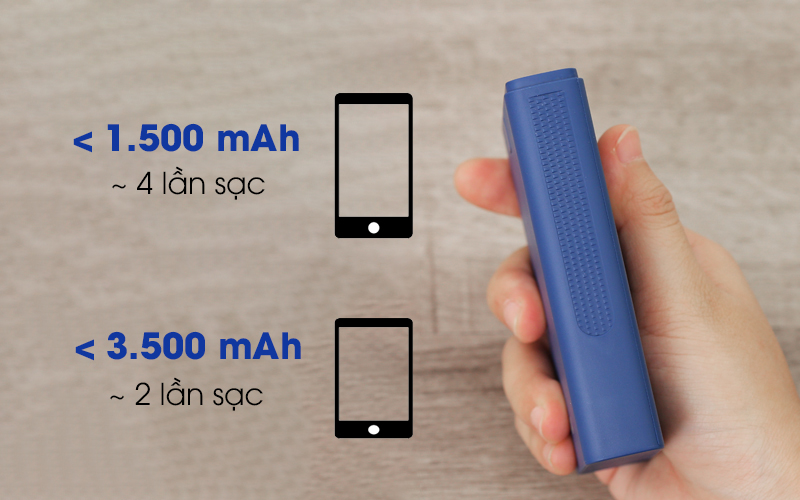 < 1.500 mAh
~ 4 lần sạc
< 3.500 mAh
~ 2 lần sạc